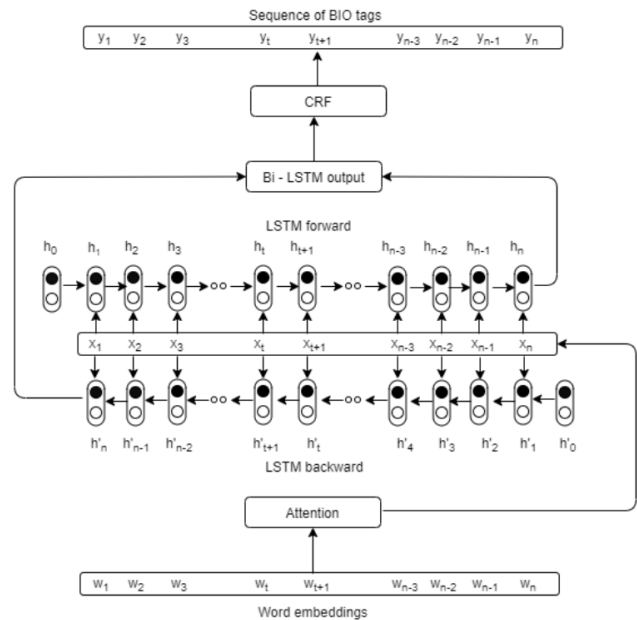 Sequence of BIO tags
y1 y2 y3 yt yt+1 yn-3 yn-2 yn-1 yn
CRF
Bi - LSTM output
LSTM forward
h0 h1 h2 h3 ht ht+1 hn-3 hn-2 hn-1 hn
x1 x2 x3 xt xt+1 xn-3 xn-2 xn-1 xn
h'n h'n-1 h'n-2 h't+1 h't h'4 h'3 h'2 h'1 h'0
LSTM backward
Attention
w1 w2 w3 wt wt+1 wn-3 wn-2 wn-1 wn
Word embeddings